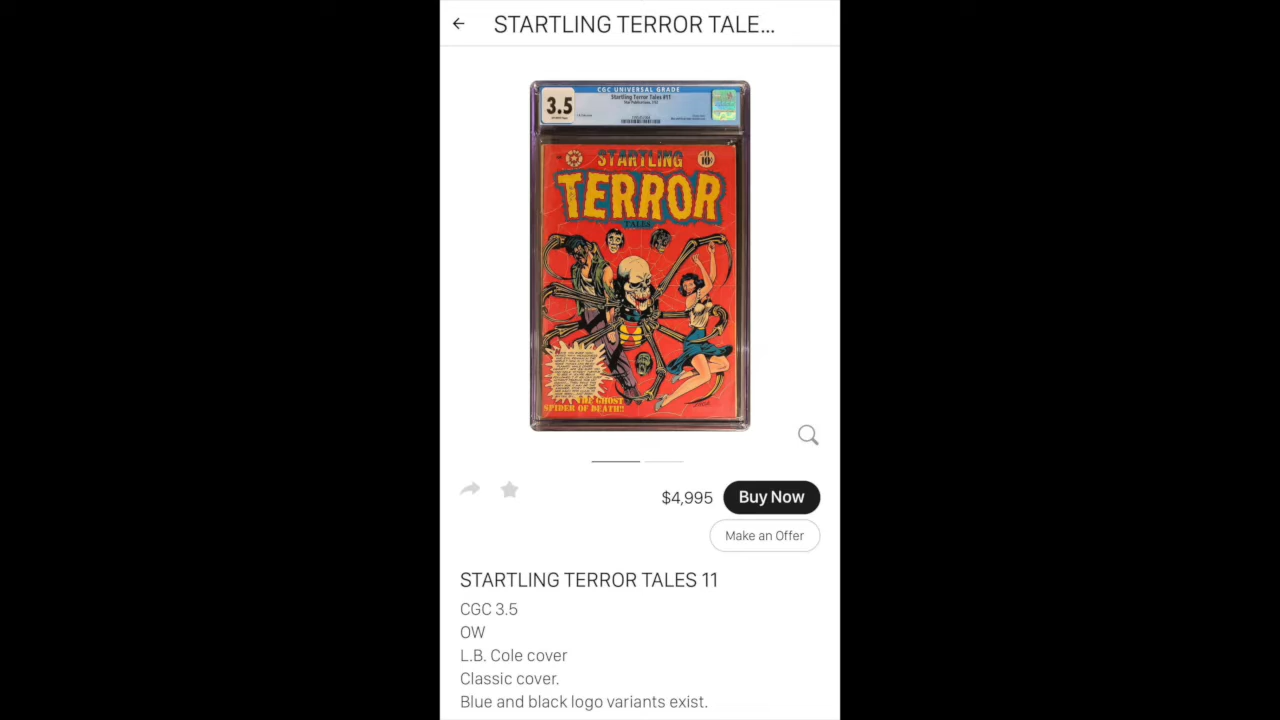 STARTLING TERROR TALE...
CGC UNIVERSAL GRADE
3.5
Startling Terror Tales #11
STARTLING
10¢
TERROR
TALES
THE GHOST
SPIDER OF DEATH!!
$4,995
Buy Now
Make an Offer
STARTLING TERROR TALES 11
CGC 3.5
OW
L.B. Cole cover
Classic cover.
Blue and black logo variants exist.